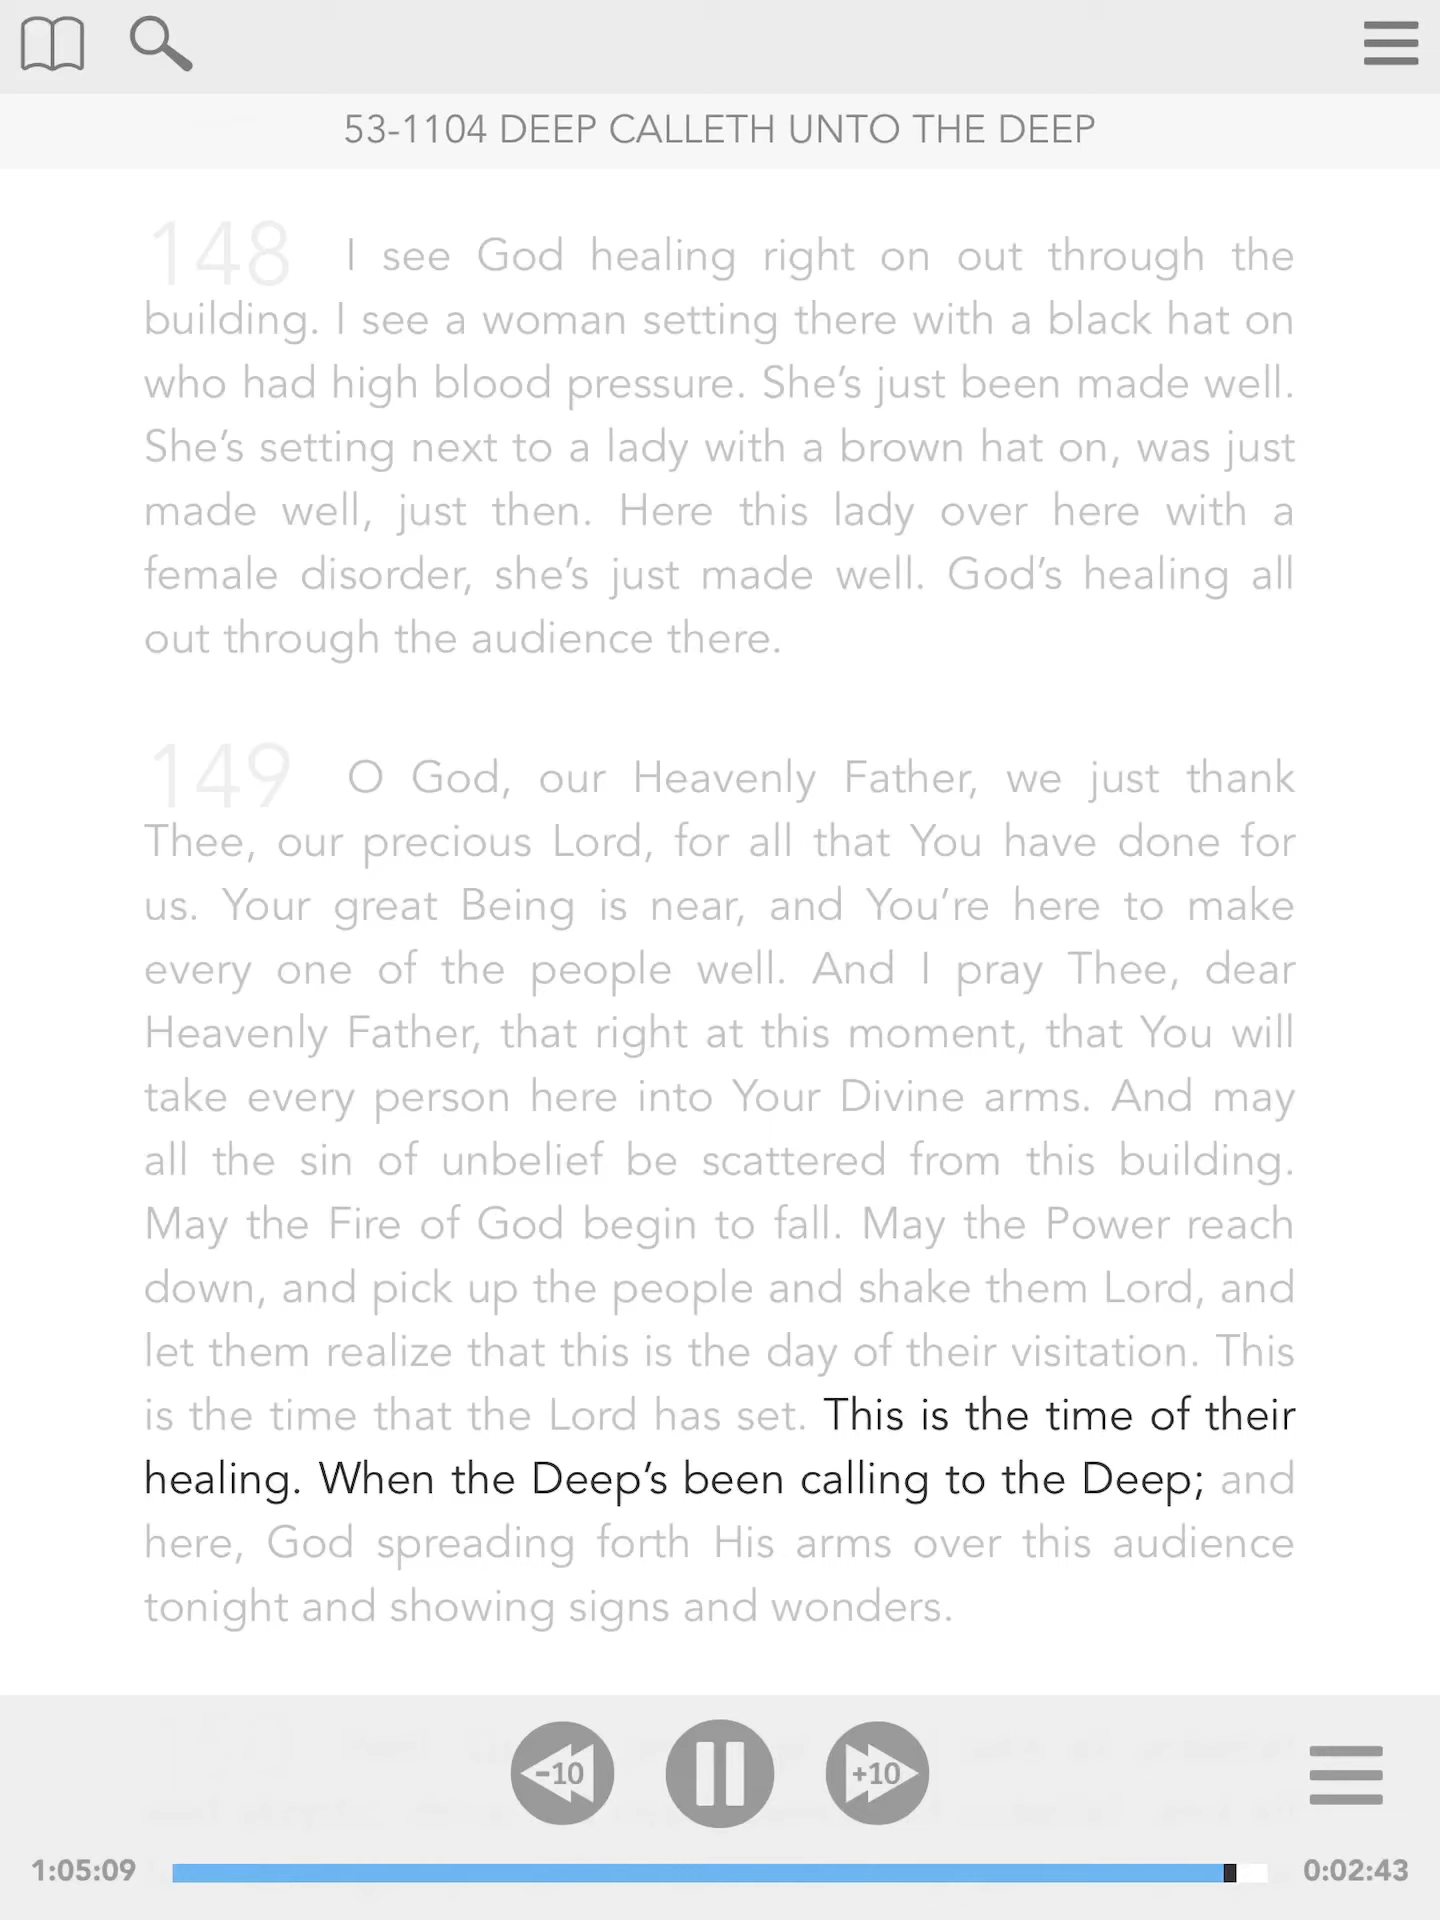 53-1104 DEEP CALLETH UNTO THE DEEP
148 I see God healing right on out through the
building. I see a woman setting there with a black hat on
who had high blood pressure. She’s just been made well.
She’s setting next to a lady with a brown hat on, was just
made well, just then. Here this lady over here with a
female disorder, she’s just made well. God’s healing all
out through the audience there.
149 O God, our Heavenly Father, we just thank
Thee, our precious Lord, for all that You have done for
us. Your great Being is near, and You’re here to make
every one of the people well. And I pray Thee, dear
Heavenly Father, that right at this moment, that You will
take every person here into Your Divine arms. And may
all the sin of unbelief be scattered from this building.
May the Fire of God begin to fall. May the Power reach
down, and pick up the people and shake them Lord, and
let them realize that this is the day of their visitation. This
is the time that the Lord has set. This is the time of their
healing. When the Deep’s been calling to the Deep; and
here, God spreading forth His arms over this audience
tonight and showing signs and wonders.
-10 +10
1:05:09 0:02:43